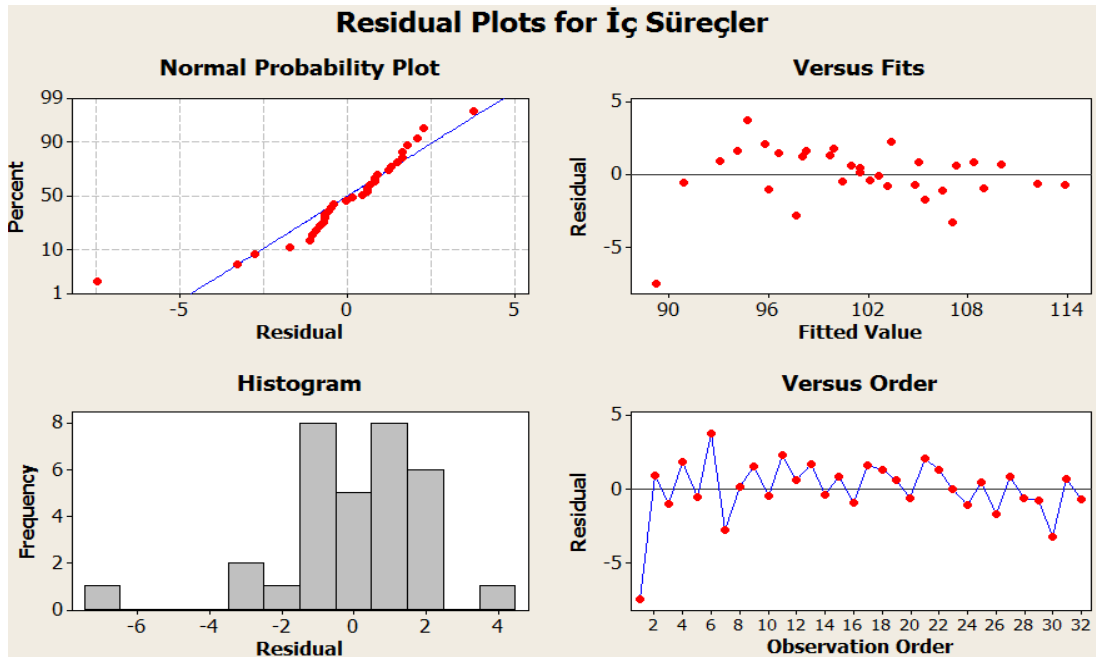 Residual Plots for İç Süreçler
Normal Probability Plot
99
90
50
10
1
Percent
-5 0 5
Residual
Versus Fits
5
0
-5
Residual
90 96 102 108 114
Fitted Value
Histogram
8
6
4
2
0
Frequency
-6 -4 -2 0 2 4
Residual
Versus Order
5
0
-5
Residual
2 4 6 8 10 12 14 16 18 20 22 24 26 28 30 32
Observation Order